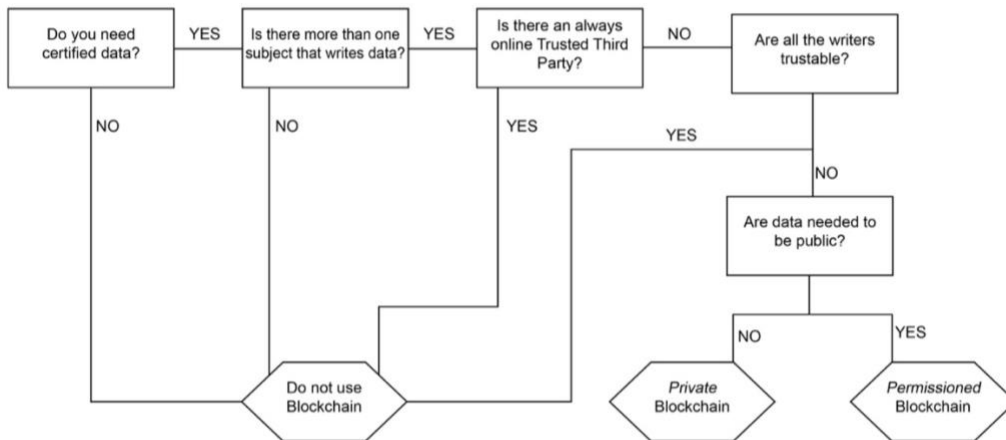 Do you need
certified data?
YES
Is there more than one
subject that writes data?
YES
Is there an always
online Trusted Third
Party?
NO
Are all the writers
trustable?
NO
NO
YES
YES
NO
Are data needed to
be public?
NO
YES
Do not use
Blockchain
Private
Blockchain
Permissioned
Blockchain